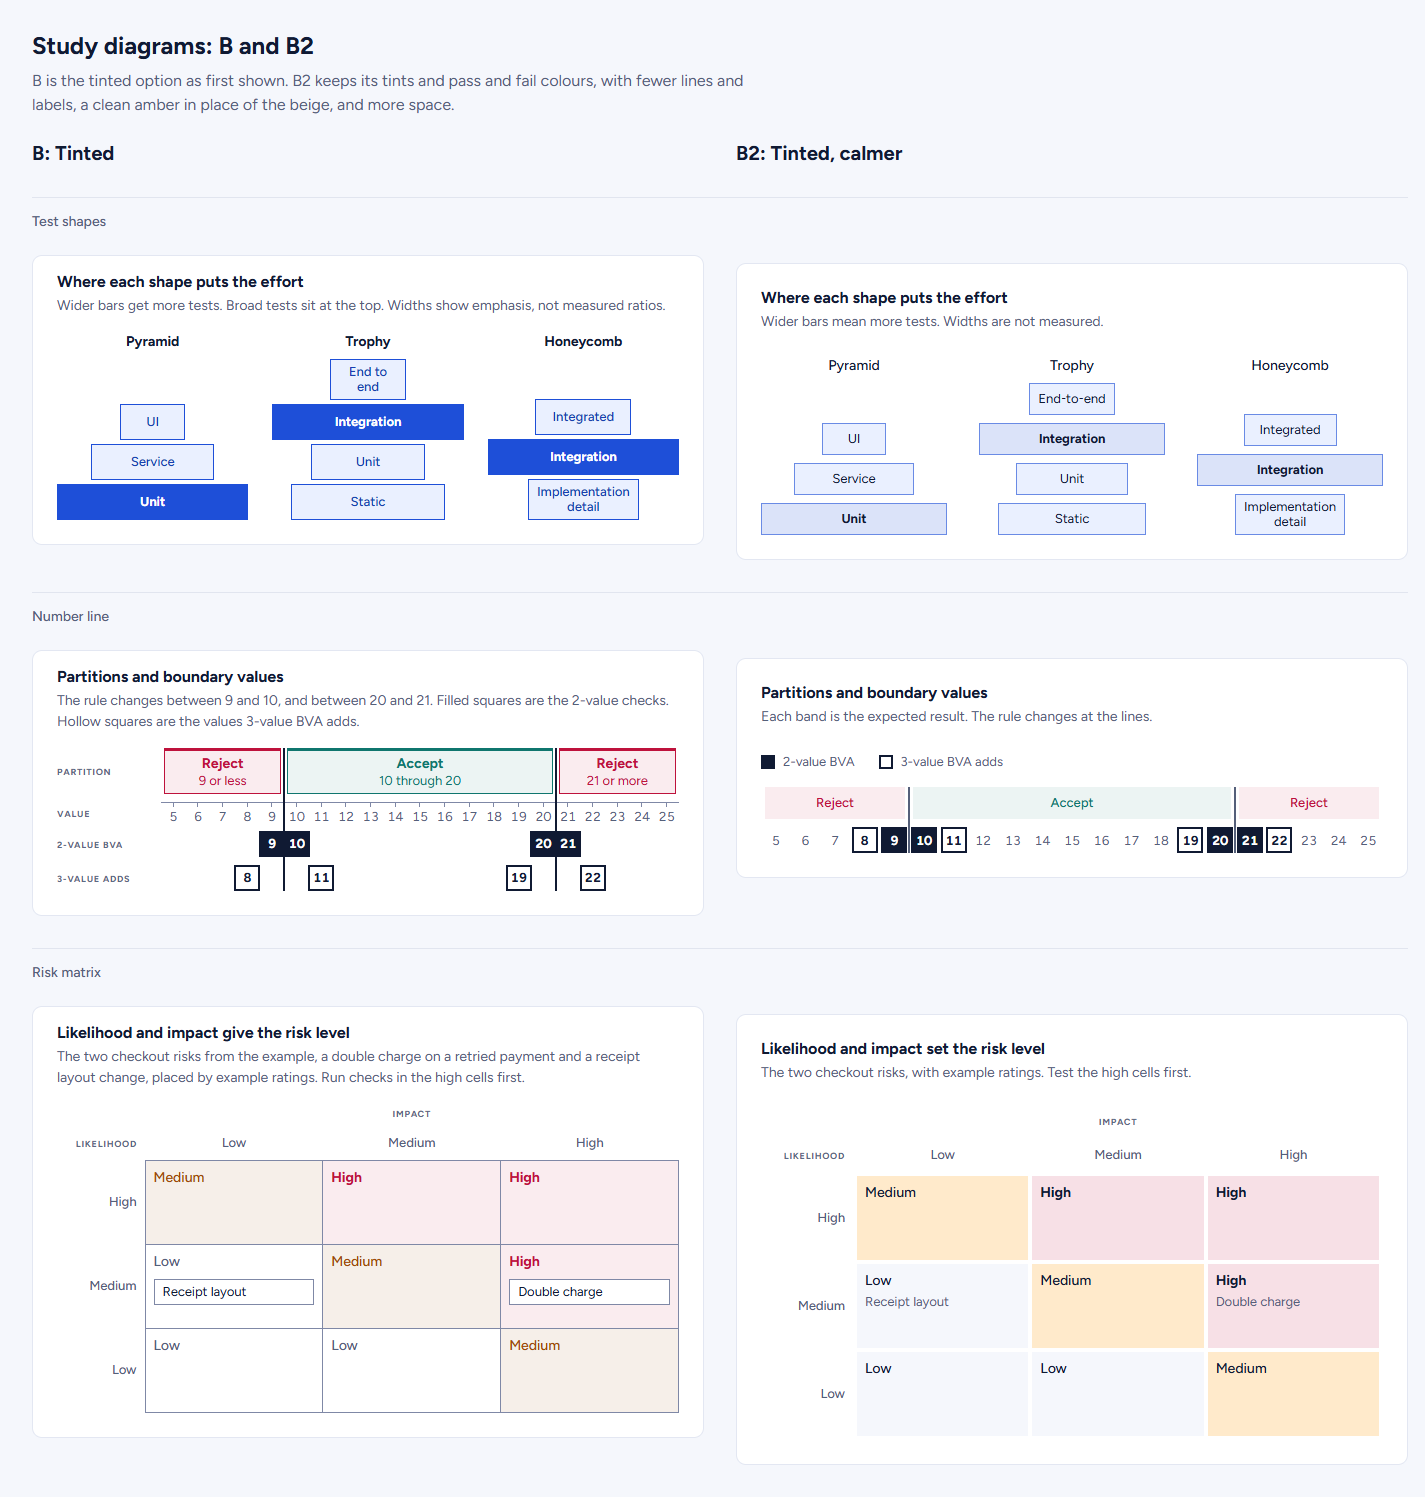 Study diagrams: B and B2
B is the tinted option as first shown. B2 keeps its tints and pass and fail colours, with fewer lines and
labels, a clean amber in place of the beige, and more space.
B: Tinted
B2: Tinted, calmer
Test shapes
Where each shape puts the effort
Wider bars get more tests. Broad tests sit at the top. Widths show emphasis, not measured ratios.
Pyramid
Trophy
Honeycomb
End to
end
UI
Integration
Integrated
Service
Unit
Integration
Unit
Static
Implementation
detail
Where each shape puts the effort
Wider bars mean more tests. Widths are not measured.
Pyramid
Trophy
Honeycomb
End-to-end
UI
Integration
Integrated
Service
Unit
Integration
Unit
Static
Implementation
detail
Number line
Partitions and boundary values
The rule changes between 9 and 10, and between 20 and 21. Filled squares are the 2-value checks.
Hollow squares are the values 3-value BVA adds.
PARTITION
Reject
9 or less
Accept
10 through 20
Reject
21 or more
VALUE
5 6 7 8 9 10 11 12 13 14 15 16 17 18 19 20 21 22 23 24 25
2-VALUE BVA
9 10 20 21
3-VALUE ADDS
8 11 19 22
Partitions and boundary values
Each band is the expected result. The rule changes at the lines.
2-value BVA
3-value BVA adds
Reject
Accept
Reject
5 6 7 8 9 10 11 12 13 14 15 16 17 18 19 20 21 22 23 24 25
Risk matrix
Likelihood and impact give the risk level
The two checkout risks from the example, a double charge on a retried payment and a receipt
layout change, placed by example ratings. Run checks in the high cells first.
IMPACT
LIKELIHOOD
Low
Medium
High
High
Medium
High
High
Medium
Low
Receipt layout
Medium
High
Double charge
Low
Low
Low
Medium
Likelihood and impact set the risk level
The two checkout risks, with example ratings. Test the high cells first.
IMPACT
LIKELIHOOD
Low
Medium
High
High
Medium
High
High
Medium
Low
Receipt layout
Medium
High
Double charge
Low
Low
Low
Medium